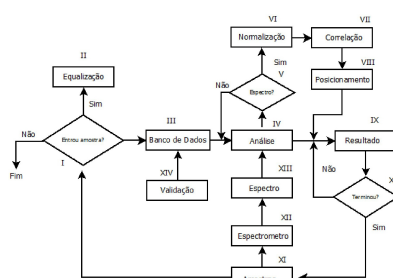 VI
VII
Normalização
Correlação
II
Sim
VIII
Equalização
Não
V
Espectro?
Posicionamento
Sim
III
IV
IX
Não
Entrou amostra?
Banco de Dados
Análise
Resultado
I
XIV
XIII
Não
X
Fim
Validação
Espectro
Terminou?
XII
Sim
Espectrometro
XI